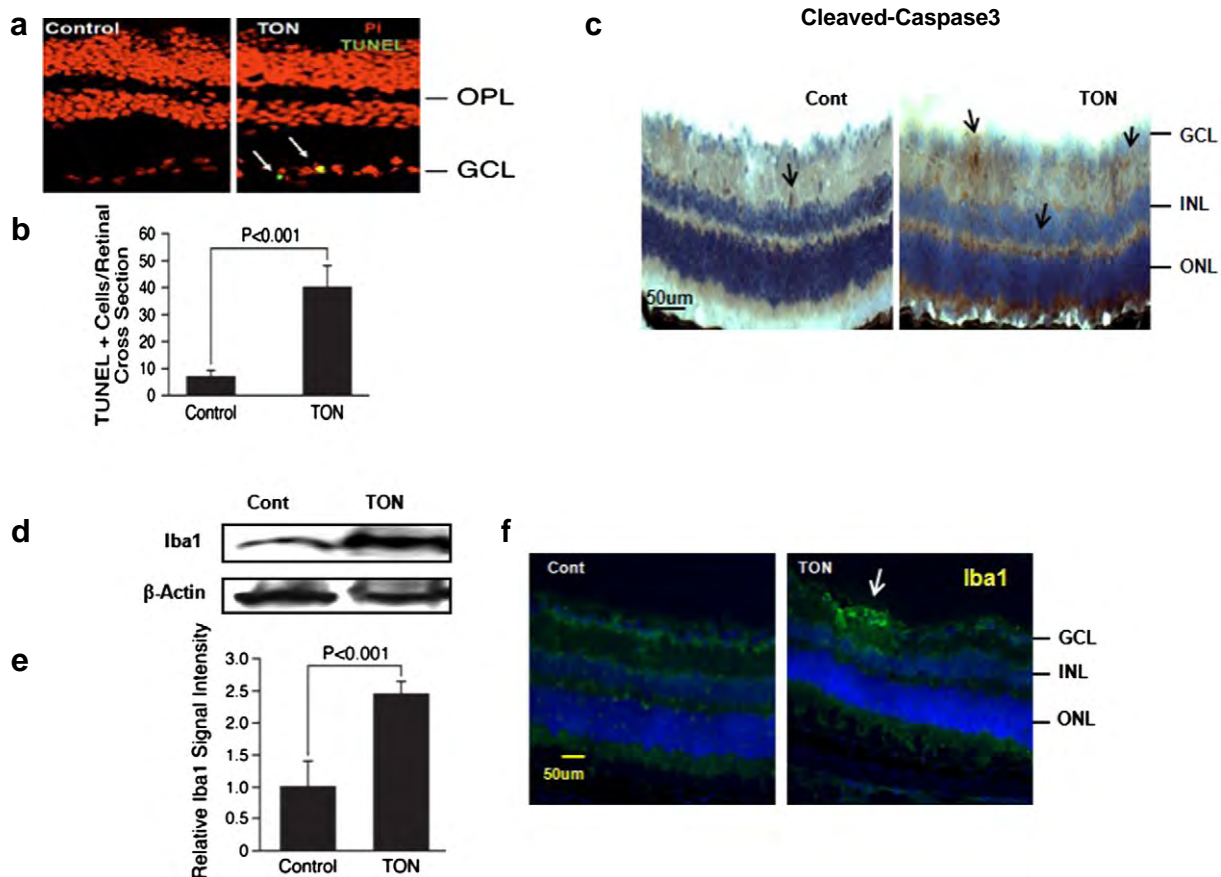 a
Control
TON
PI
TUNEL
OPL
GCL
b
TUNEL + Cells/Retinal
Cross Section
60
50
40
30
20
10
0
P<0.001
Control
TON
c
Cleaved-Caspase3
Cont
TON
GCL
INL
ONL
50um
d
Cont
TON
Iba1
β-Actin
e
Relative Iba1 Signal Intensity
3.0
2.5
2.0
1.5
1.0
0.5
0
P<0.001
Control
TON
f
Cont
TON
Iba1
GCL
INL
ONL
50um